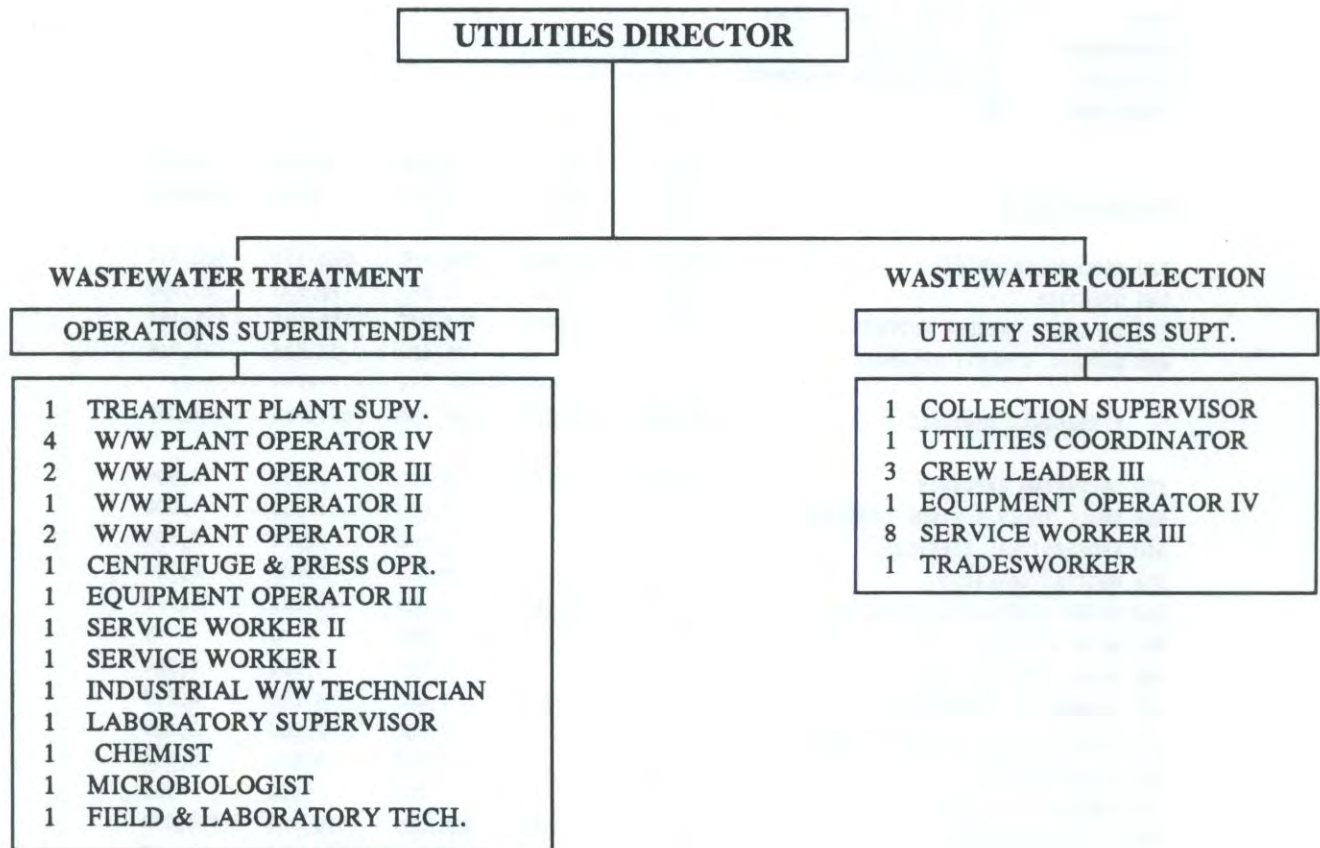 UTILITIES DIRECTOR
WASTEWATER TREATMENT
OPERATIONS SUPERINTENDENT
1 TREATMENT PLANT SUPV.
4 W/W PLANT OPERATOR IV
2 W/W PLANT OPERATOR III
1 W/W PLANT OPERATOR II
2 W/W PLANT OPERATOR I
1 CENTRIFUGE & PRESS OPR.
1 EQUIPMENT OPERATOR III
1 SERVICE WORKER II
1 SERVICE WORKER I
1 INDUSTRIAL W/W TECHNICIAN
1 LABORATORY SUPERVISOR
1 CHEMIST
1 MICROBIOLOGIST
1 FIELD & LABORATORY TECH.
WASTEWATER COLLECTION
UTILITY SERVICES SUPT.
1 COLLECTION SUPERVISOR
1 UTILITIES COORDINATOR
3 CREW LEADER III
1 EQUIPMENT OPERATOR IV
8 SERVICE WORKER III
1 TRADESWORKER